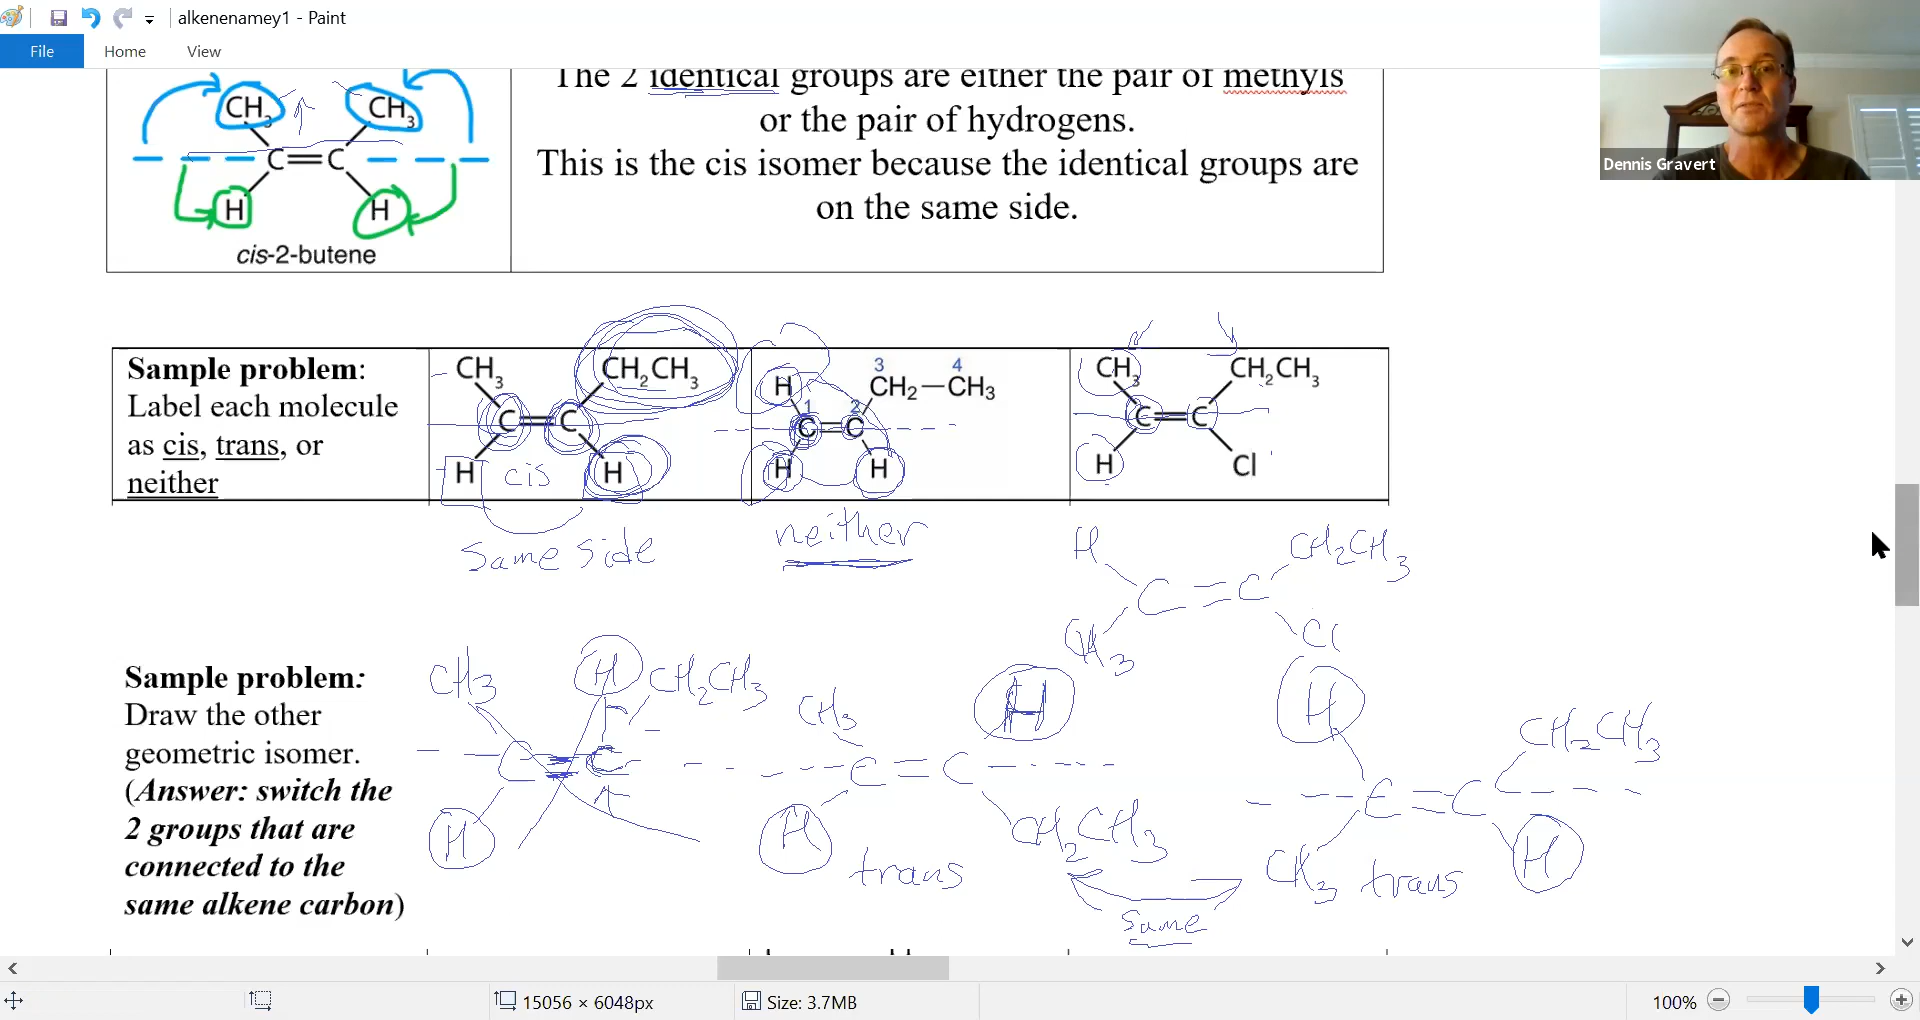 alkenenamey1 - Paint
File Home View
Dennis Gravert
The 2 identical groups are either the pair of methyls
or the pair of hydrogens.
This is the cis isomer because the identical groups are
on the same side.
CH3 CH3
C=C
H H
cis-2-butene
Sample problem:
Label each molecule
as cis, trans, or
neither
CH3 CH2CH3
C=C
H cis H
same side
3 4
H CH2—CH3
1 2
C=C
H H
neither
CH3 CH2CH3
C=C
H Cl
H CH2CH3
C=C
CH3 Cl
Sample problem:
Draw the other
geometric isomer.
(Answer: switch the
2 groups that are
connected to the
same alkene carbon)
CH3 H CH2CH3
C=C
H
CH3 H
C=C
H CH2CH3
trans
H CH2CH3
C=C
CH3 trans H
same
15056 × 6048px
Size: 3.7MB
100%